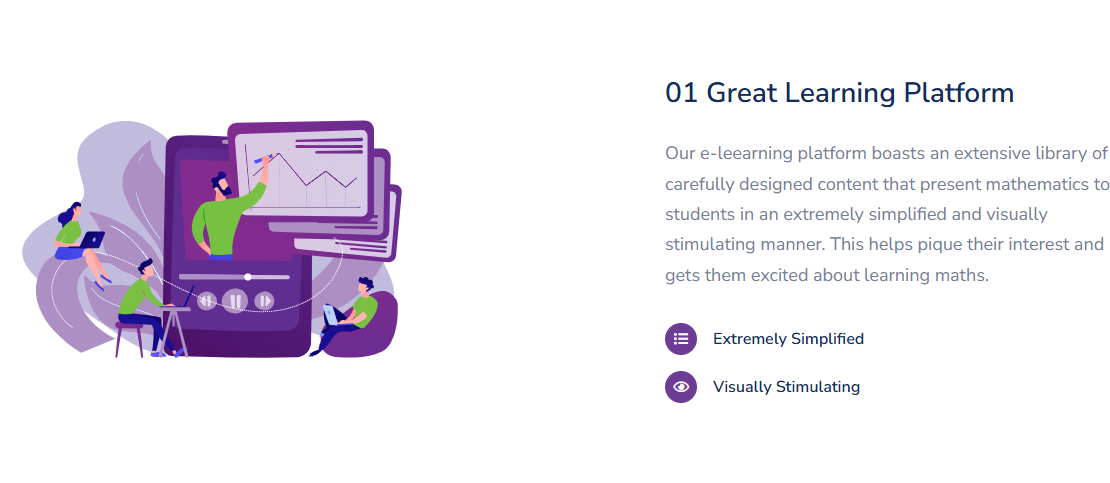 01 Great Learning Platform
Our e-leearning platform boasts an extensive library of
carefully designed content that present mathematics to
students in an extremely simplified and visually
stimulating manner. This helps pique their interest and
gets them excited about learning maths.
Extremely Simplified
Visually Stimulating